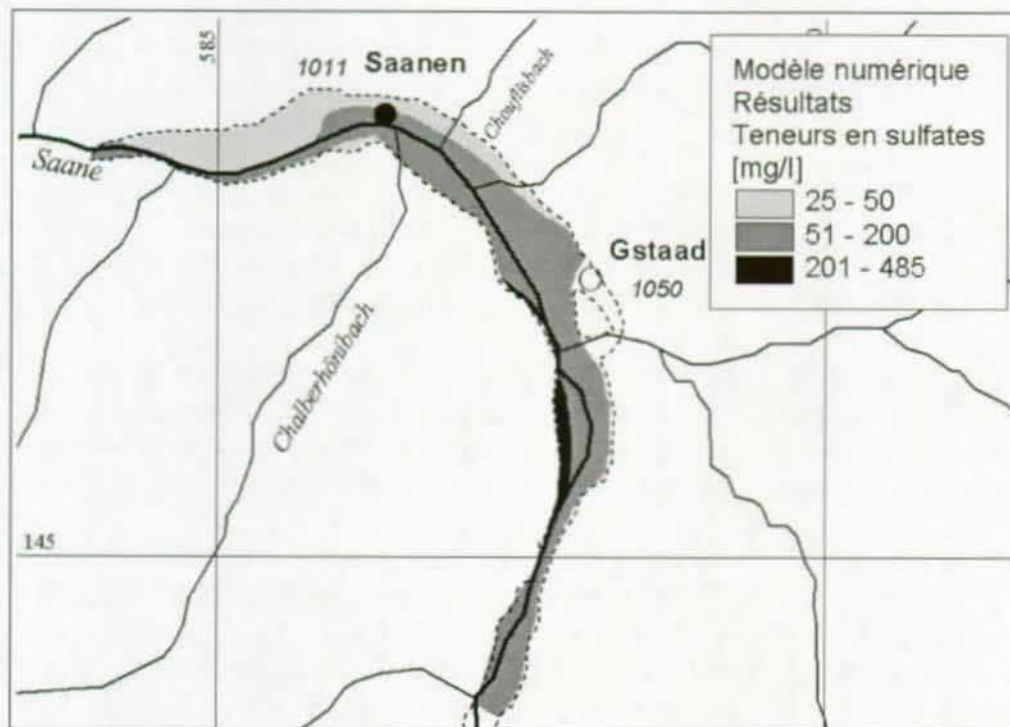 585
1011 Saanen
Chouflisbach
Saane
Gstaad
1050
Chalberhönibach
145
0
Modèle numérique
Résultats
Teneurs en sulfates
[mg/l]
25 - 50
51 - 200
201 - 485